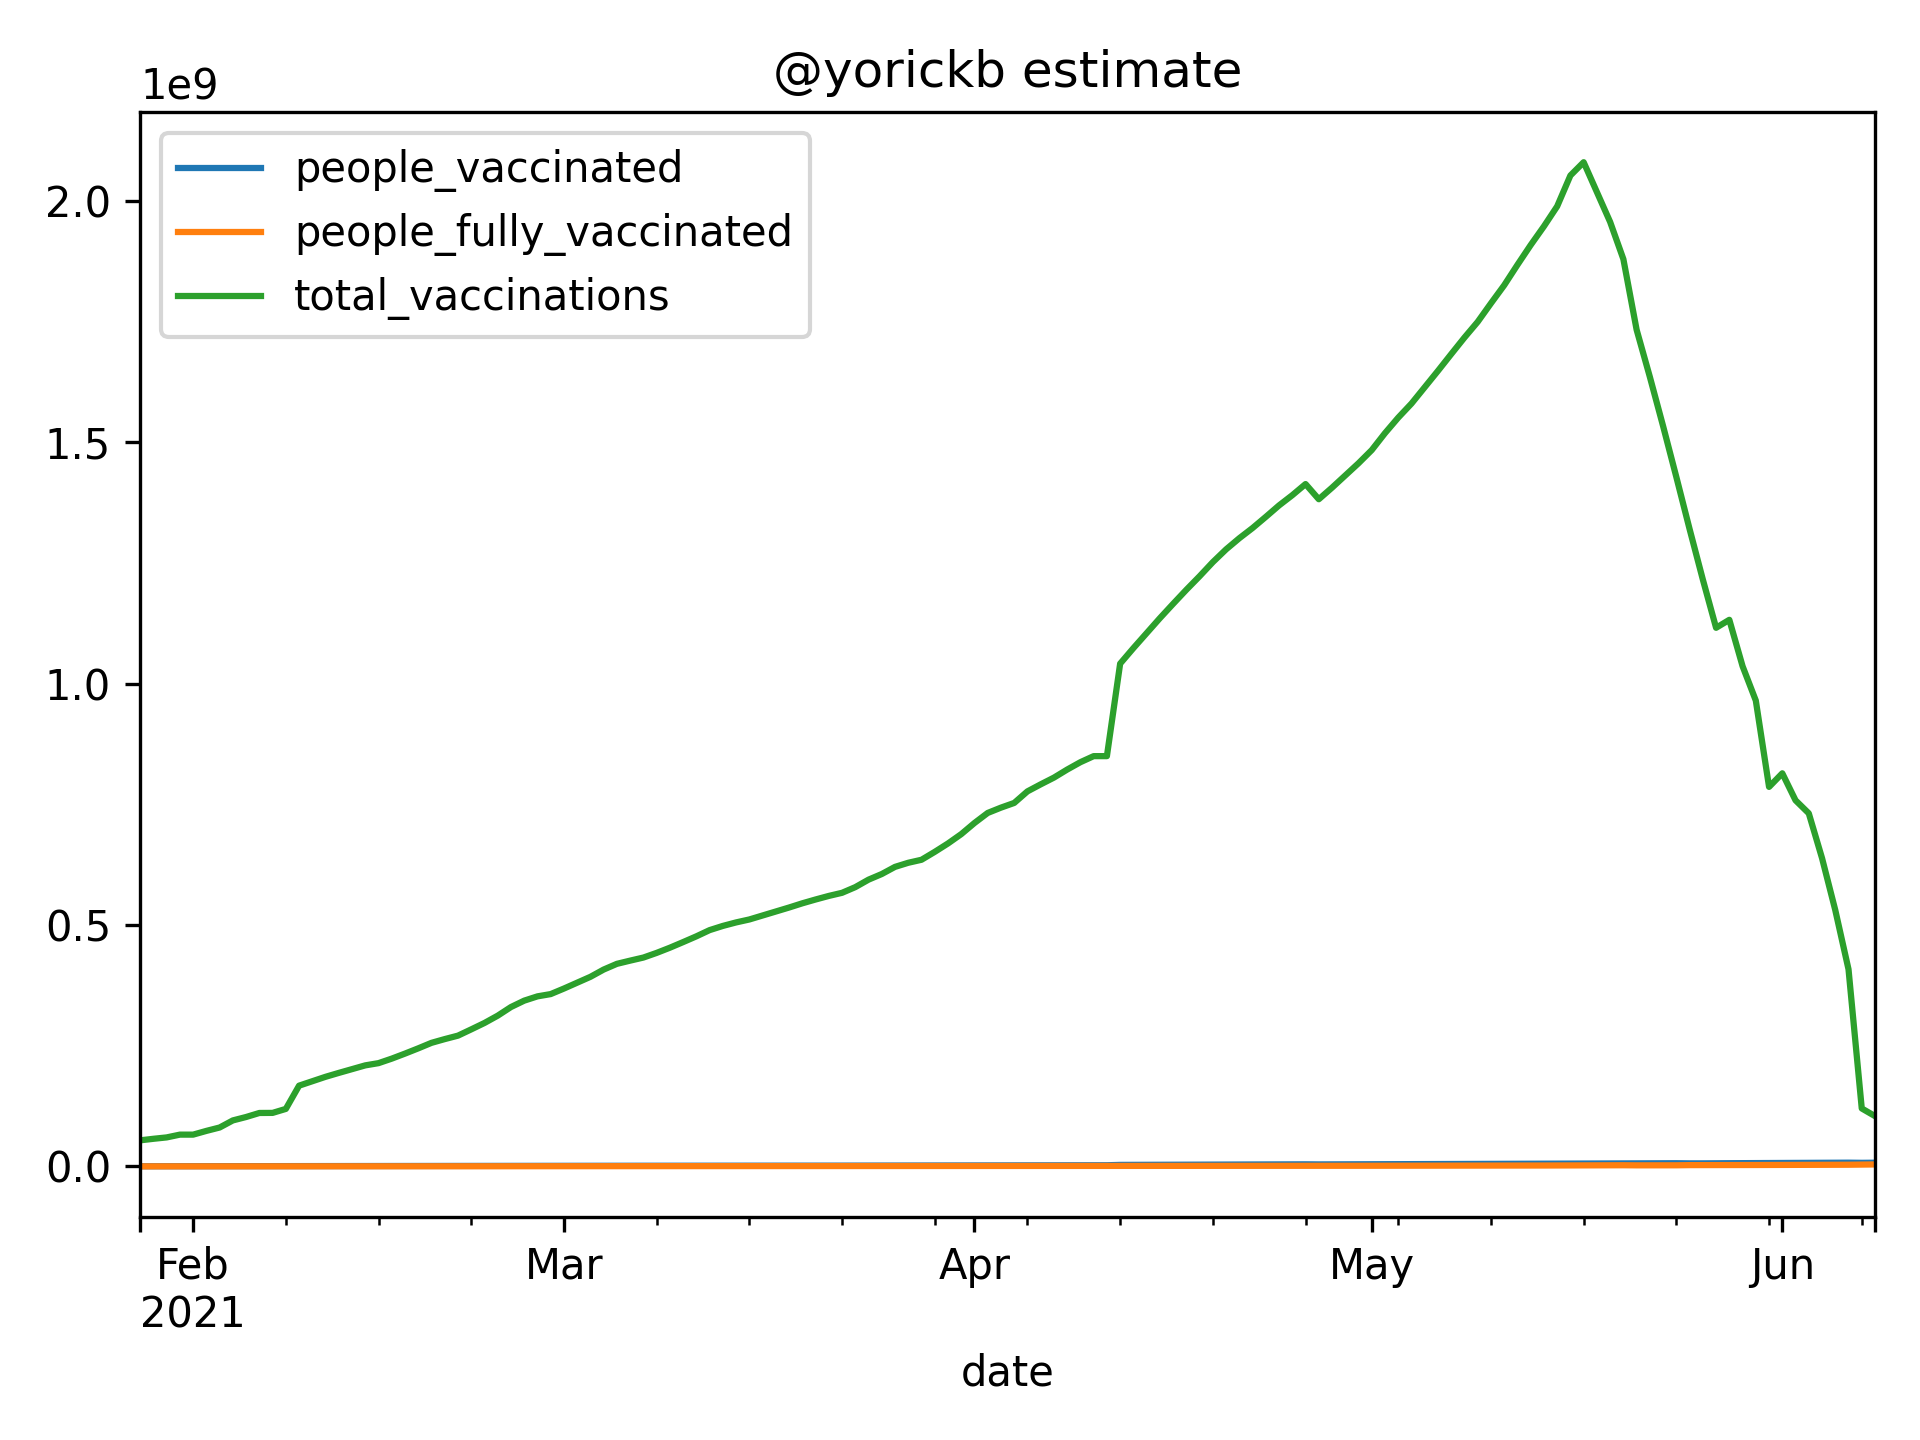 @yorickb estimate
1e9
people_vaccinated
people_fully_vaccinated
total_vaccinations
2.0
1.5
1.0
0.5
0.0
Feb Mar Apr May Jun
2021
date